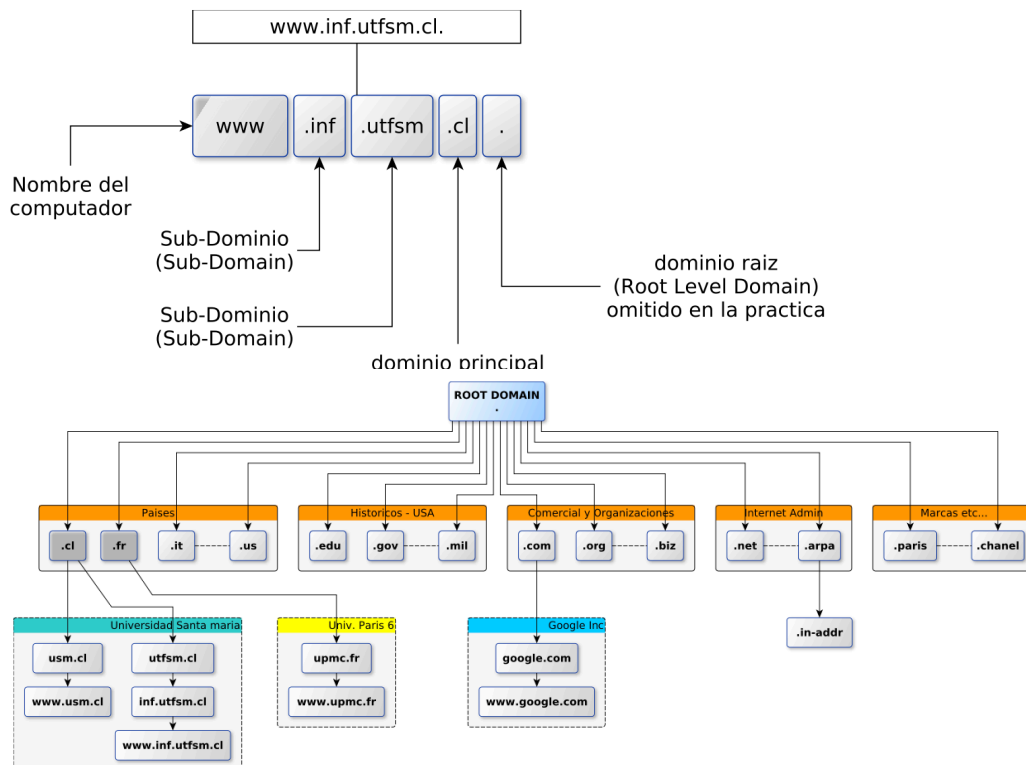 www.inf.utfsm.cl.
www
.inf
.utfsm
.cl
.
Nombre del
computador
Sub-Dominio
(Sub-Domain)
Sub-Dominio
(Sub-Domain)
dominio raiz
(Root Level Domain)
omitido en la practica
dominio principal
ROOT DOMAIN
.
Paises
.cl
.fr
.it
.us
Historicos - USA
.edu
.gov
.mil
Comercial y Organizaciones
.com
.org
.biz
Internet Admin
.net
.arpa
Marcas etc...
.paris
.chanel
Universidad Santa maria
usm.cl
utfsm.cl
www.usm.cl
inf.utfsm.cl
www.inf.utfsm.cl
Univ. Paris 6
upmc.fr
www.upmc.fr
Google Inc
google.com
www.google.com
.in-addr